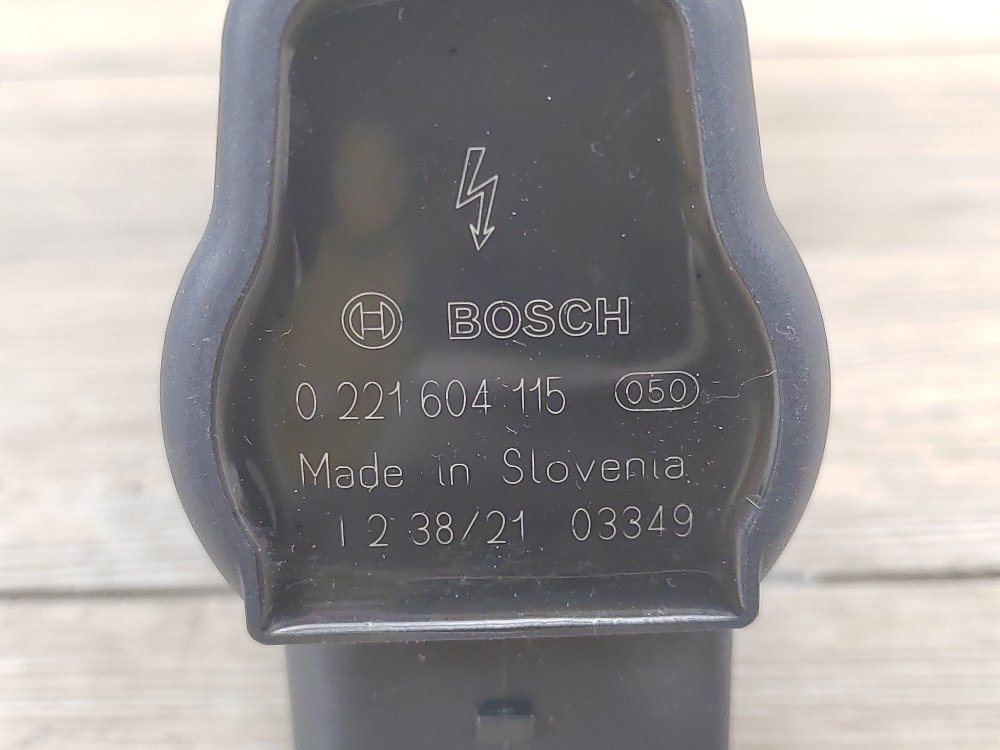 BOSCH
0 221 604 115 050
Made in Slovenia
1 2 38/21 03349